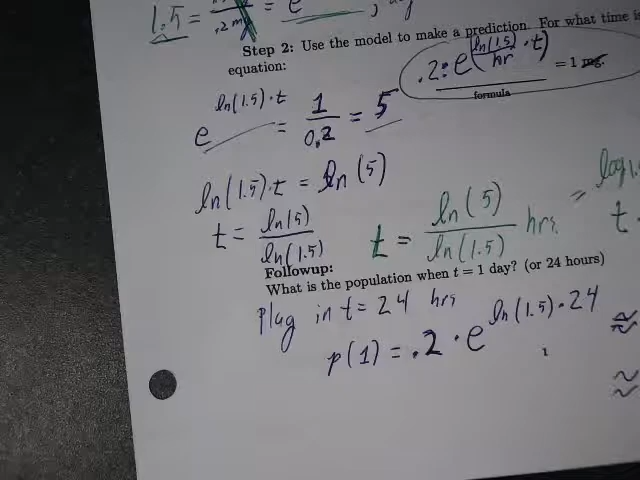 1.5 = .2 mg = e
Step 2: Use the model to make a prediction. For what time is
equation:
.2 · e^(ln(1.5)/hr · t) = 1 mg.
formula
e^ln(1.5)·t = 1/0.2 = 5
ln(1.5)·t = ln(5)
t = ln(5)/ln(1.5)
t = ln(5)/ln(1.5) hrs. = log1.
t
Followup:
What is the population when t = 1 day? (or 24 hours)
Plug in t = 24 hrs
p(1) = .2 · e^ln(1.5)·24
≈
≈